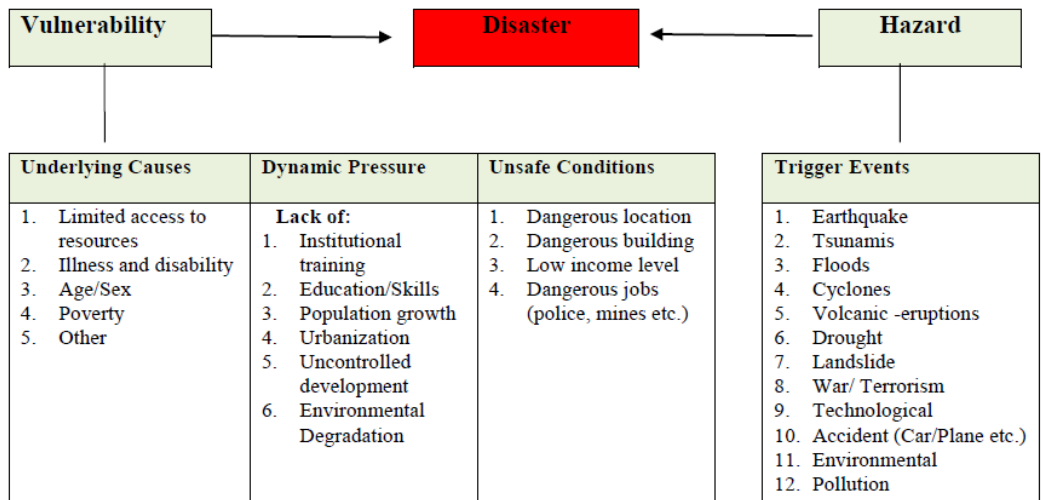 Vulnerability
Disaster
Hazard
Underlying Causes
1. Limited access to
resources
2. Illness and disability
3. Age/Sex
4. Poverty
5. Other
Dynamic Pressure
Lack of:
1. Institutional
training
2. Education/Skills
3. Population growth
4. Urbanization
5. Uncontrolled
development
6. Environmental
Degradation
Unsafe Conditions
1. Dangerous location
2. Dangerous building
3. Low income level
4. Dangerous jobs
(police, mines etc.)
Trigger Events
1. Earthquake
2. Tsunamis
3. Floods
4. Cyclones
5. Volcanic -eruptions
6. Drought
7. Landslide
8. War/ Terrorism
9. Technological
10. Accident (Car/Plane etc.)
11. Environmental
12. Pollution